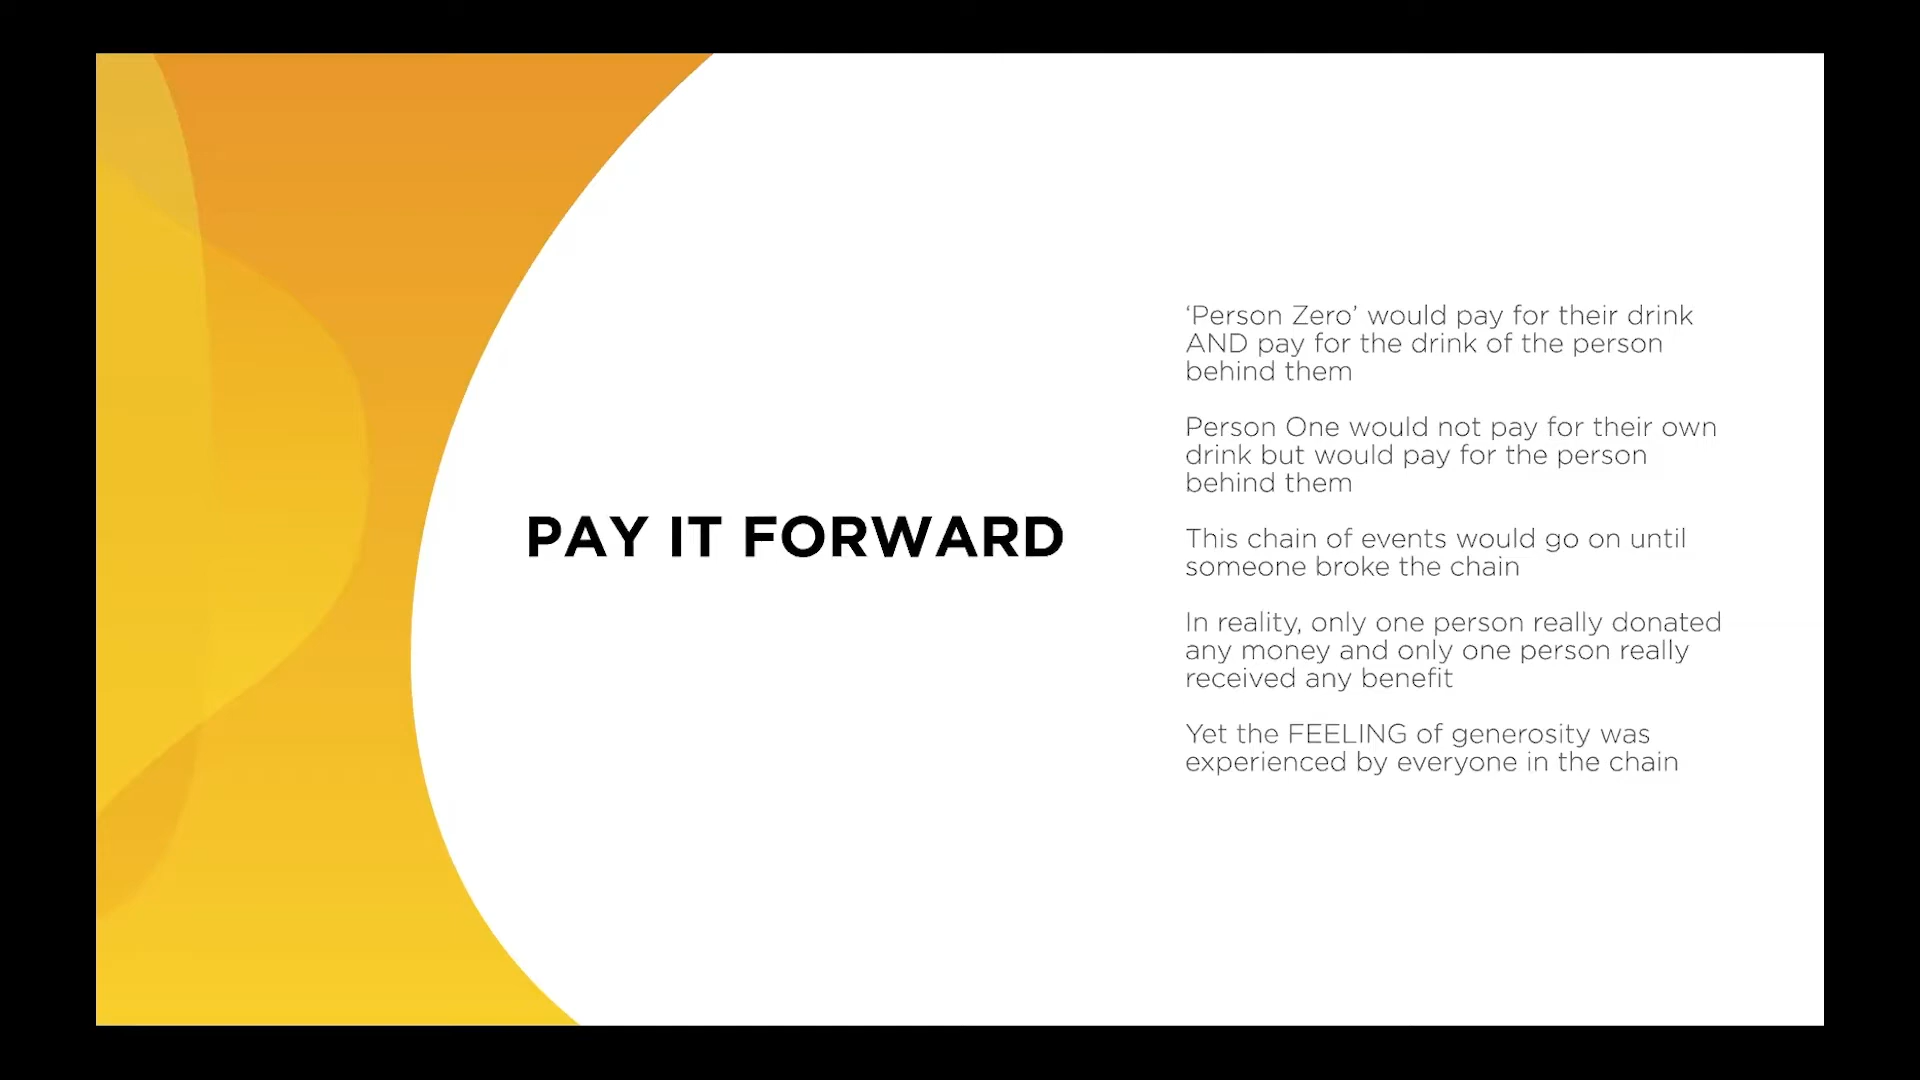 PAY IT FORWARD
‘Person Zero’ would pay for their drink
AND pay for the drink of the person
behind them
Person One would not pay for their own
drink but would pay for the person
behind them
This chain of events would go on until
someone broke the chain
In reality, only one person really donated
any money and only one person really
received any benefit
Yet the FEELING of generosity was
experienced by everyone in the chain